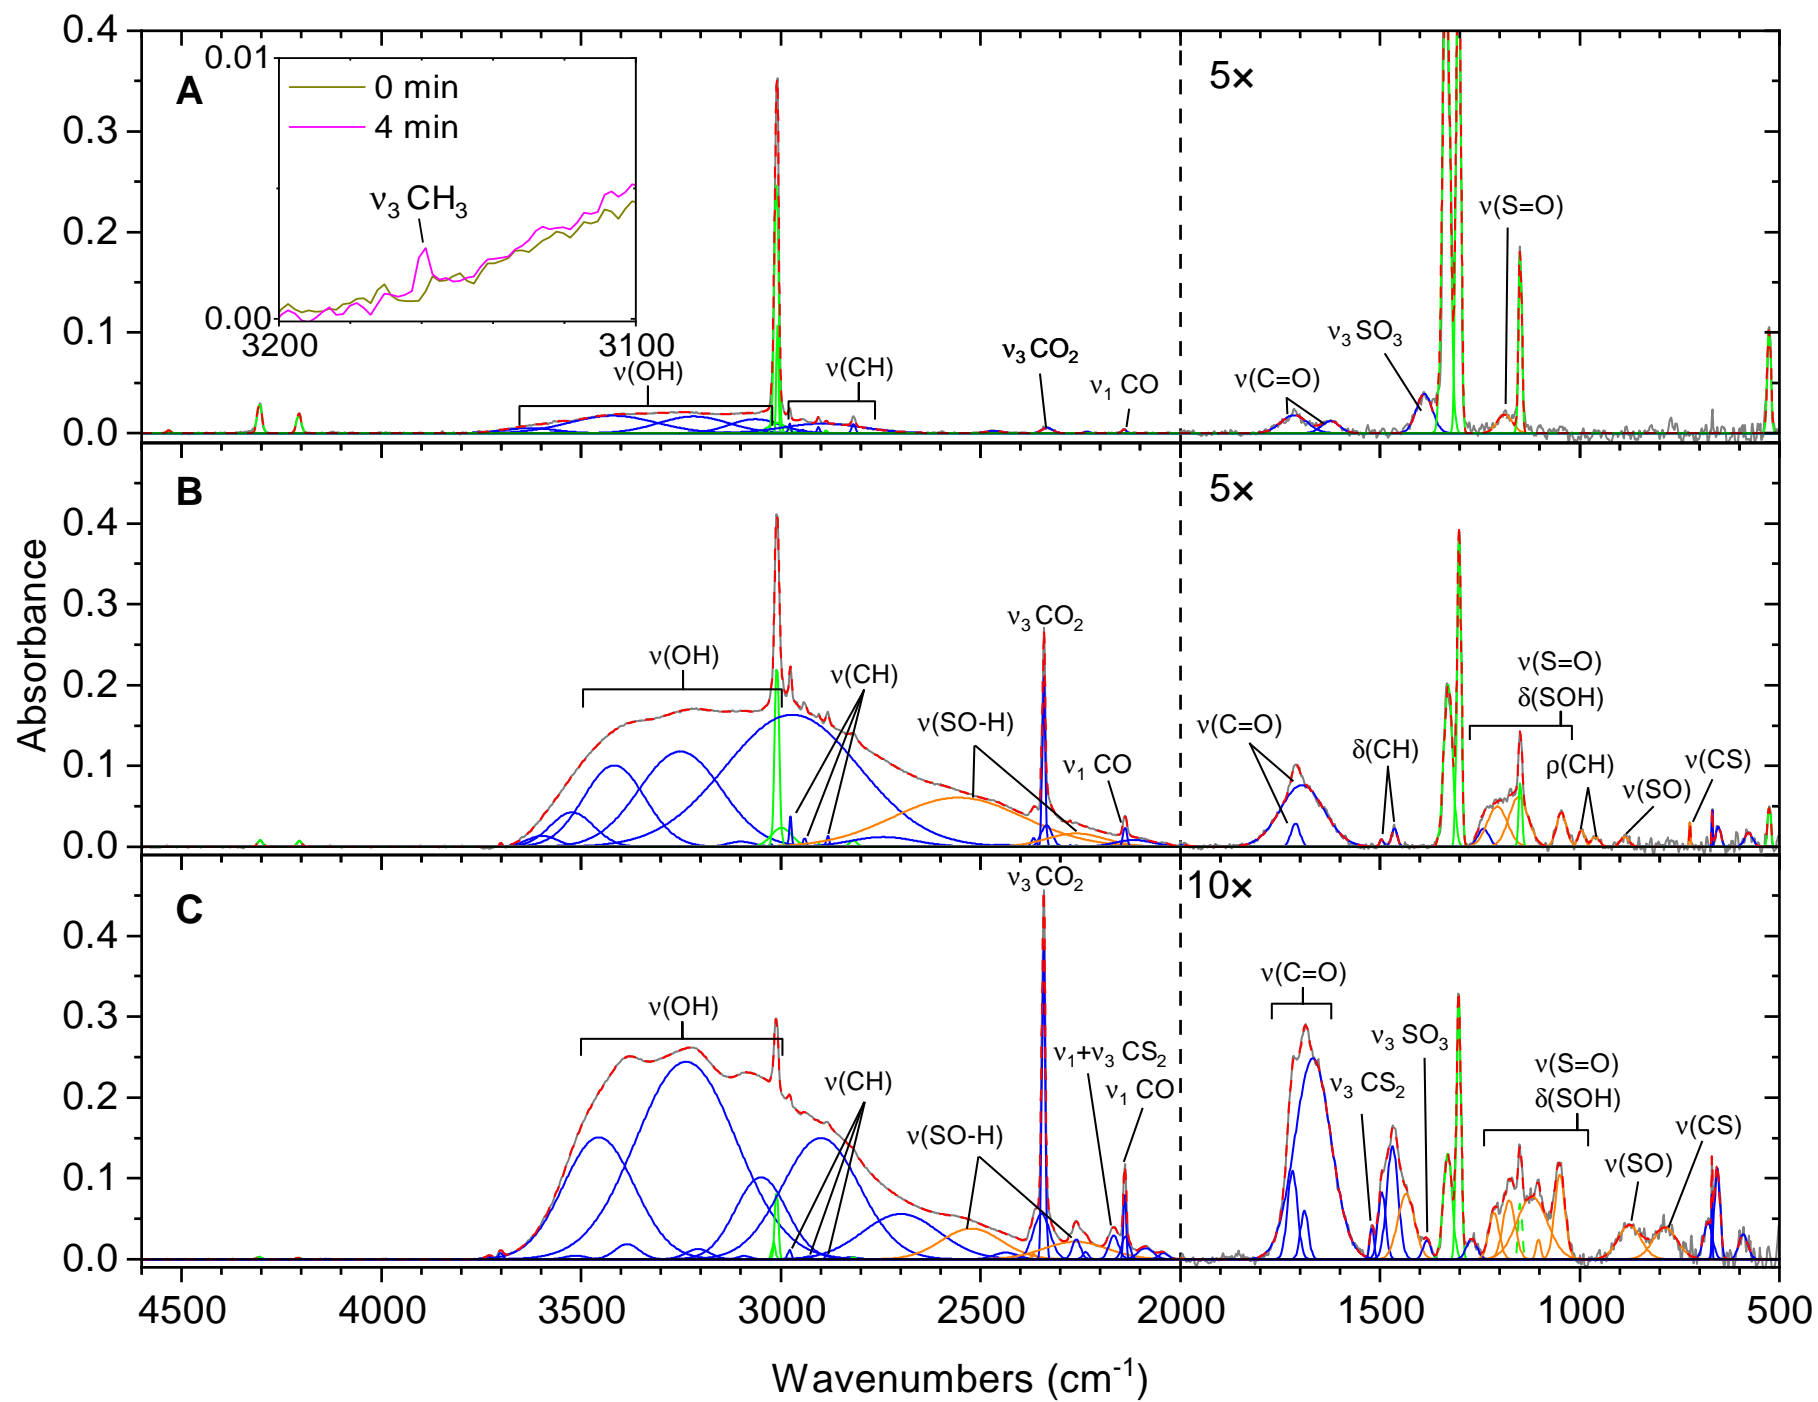 0.4
0.3
0.2
0.1
0.0
A
0.01
0.00
3200
3100
0 min
4 min
ν₃ CH₃
ν(OH)
ν(CH)
ν₃ CO₂
ν₁ CO
5×
ν(C=O)
ν₃ SO₃
ν(S=O)
B
0.4
0.3
0.2
0.1
0.0
ν(OH)
ν(CH)
ν(SO-H)
ν₃ CO₂
ν₁ CO
5×
ν(C=O)
δ(CH)
ν(S=O)
δ(SOH)
ρ(CH)
ν(SO)
ν(CS)
C
0.4
0.3
0.2
0.1
0.0
ν(OH)
ν(CH)
ν(SO-H)
ν₃ CO₂
ν₁+ν₃ CS₂
ν₁ CO
10×
ν(C=O)
ν₃ CS₂
ν₃ SO₃
ν(S=O)
δ(SOH)
ν(SO)
ν(CS)
Absorbance
4500
4000
3500
3000
2500
2000
1500
1000
500
Wavenumbers (cm⁻¹)